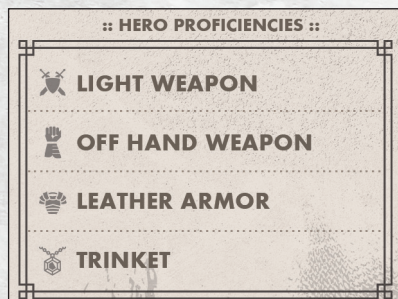 :: HERO PROFICIENCIES ::
LIGHT WEAPON
OFF HAND WEAPON
LEATHER ARMOR
TRINKET